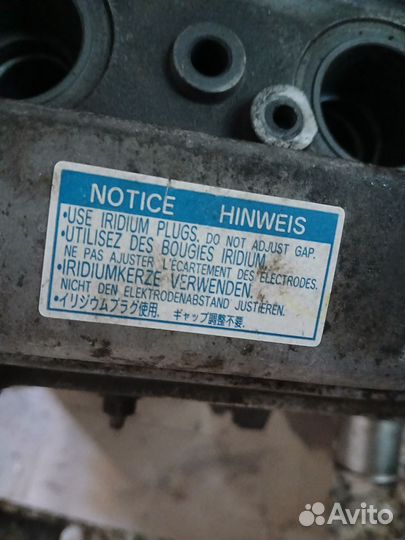 NOTICE HINWEIS
•USE IRIDIUM PLUGS. DO NOT ADJUST GAP.
•UTILISEZ DES BOUGIES IRIDIUM.
NE PAS AJUSTER L'ECARTEMENT DES ELECTRODES.
•IRIDIUMKERZE VERWENDEN.
NICHT DEN ELEKTRODENABSTAND JUSTIEREN.
•イリジウムプラグ使用. ギャップ調整不要.
Avito